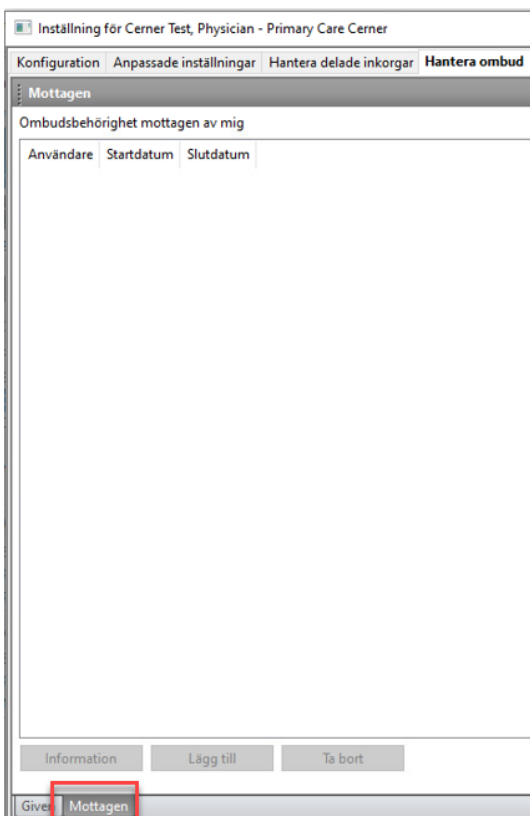 Inställning för Cerner Test, Physician - Primary Care Cerner
Konfiguration Anpassade inställningar Hantera delade inkorgar Hantera ombud
Mottagen
Ombudsbehörighet mottagen av mig
Användare Startdatum Slutdatum
Information Lägg till Ta bort
Given Mottagen